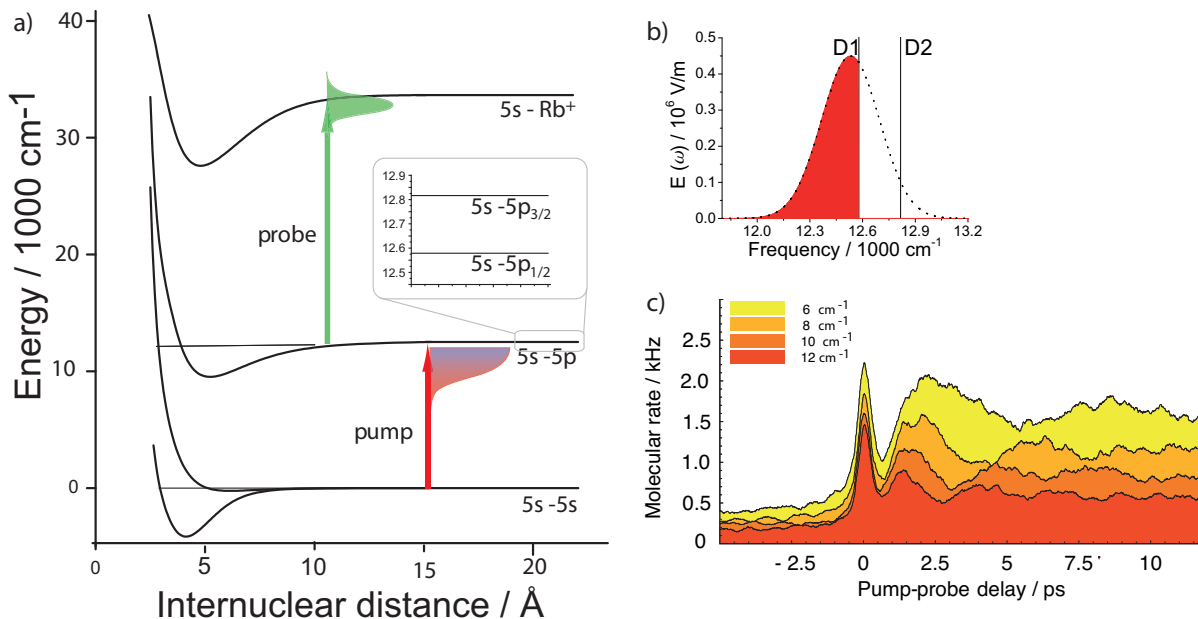 a)
40
30
20
10
0
Energy / 1000 cm-1
0
5
10
15
20
Internuclear distance / Å
5s - Rb+
probe
12.9
12.8
12.7
12.6
12.5
5s -5p3/2
5s -5p1/2
5s -5p
pump
5s -5s
b)
D1
D2
0.5
0.4
0.3
0.2
0.1
0.0
E (ω) / 10⁶ V/m
12.0 12.3 12.6 12.9 13.2
Frequency / 1000 cm-1
c)
6 cm-1
8 cm-1
10 cm-1
12 cm-1
2.5
2.0
1.5
1.0
0.5
0
Molecular rate / kHz
- 2.5 0 2.5 5 7.5 10
Pump-probe delay / ps